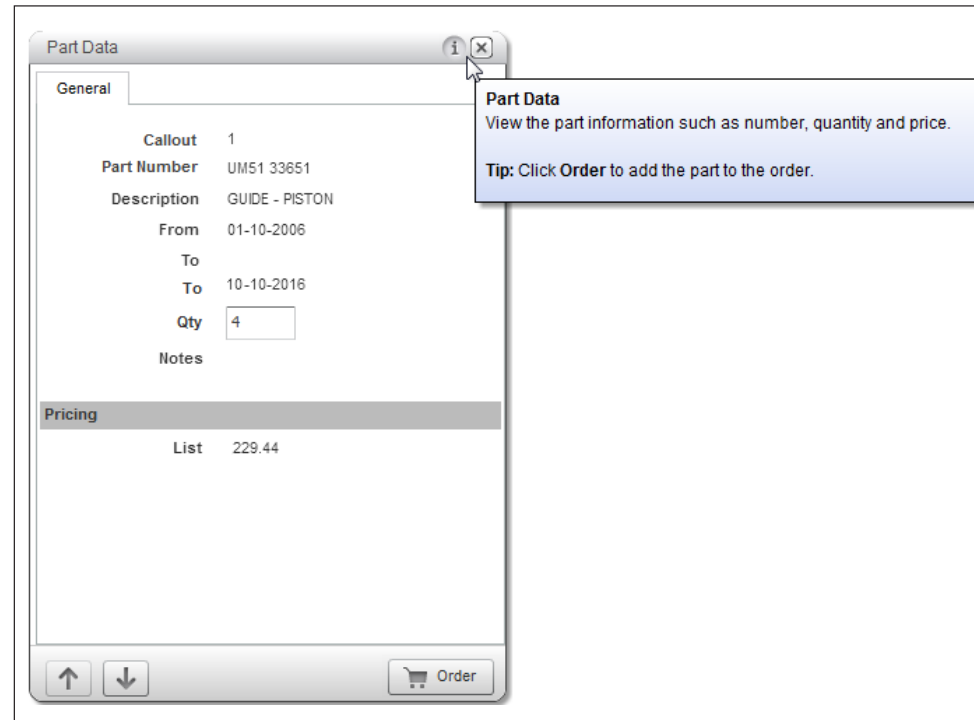 Part Data
General
Callout 1
Part Number UM51 33651
Description GUIDE - PISTON
From 01-10-2006
To
To 10-10-2016
Qty 4
Notes
Pricing
List 229.44
Order
Part Data
View the part information such as number, quantity and price.
Tip: Click Order to add the part to the order.